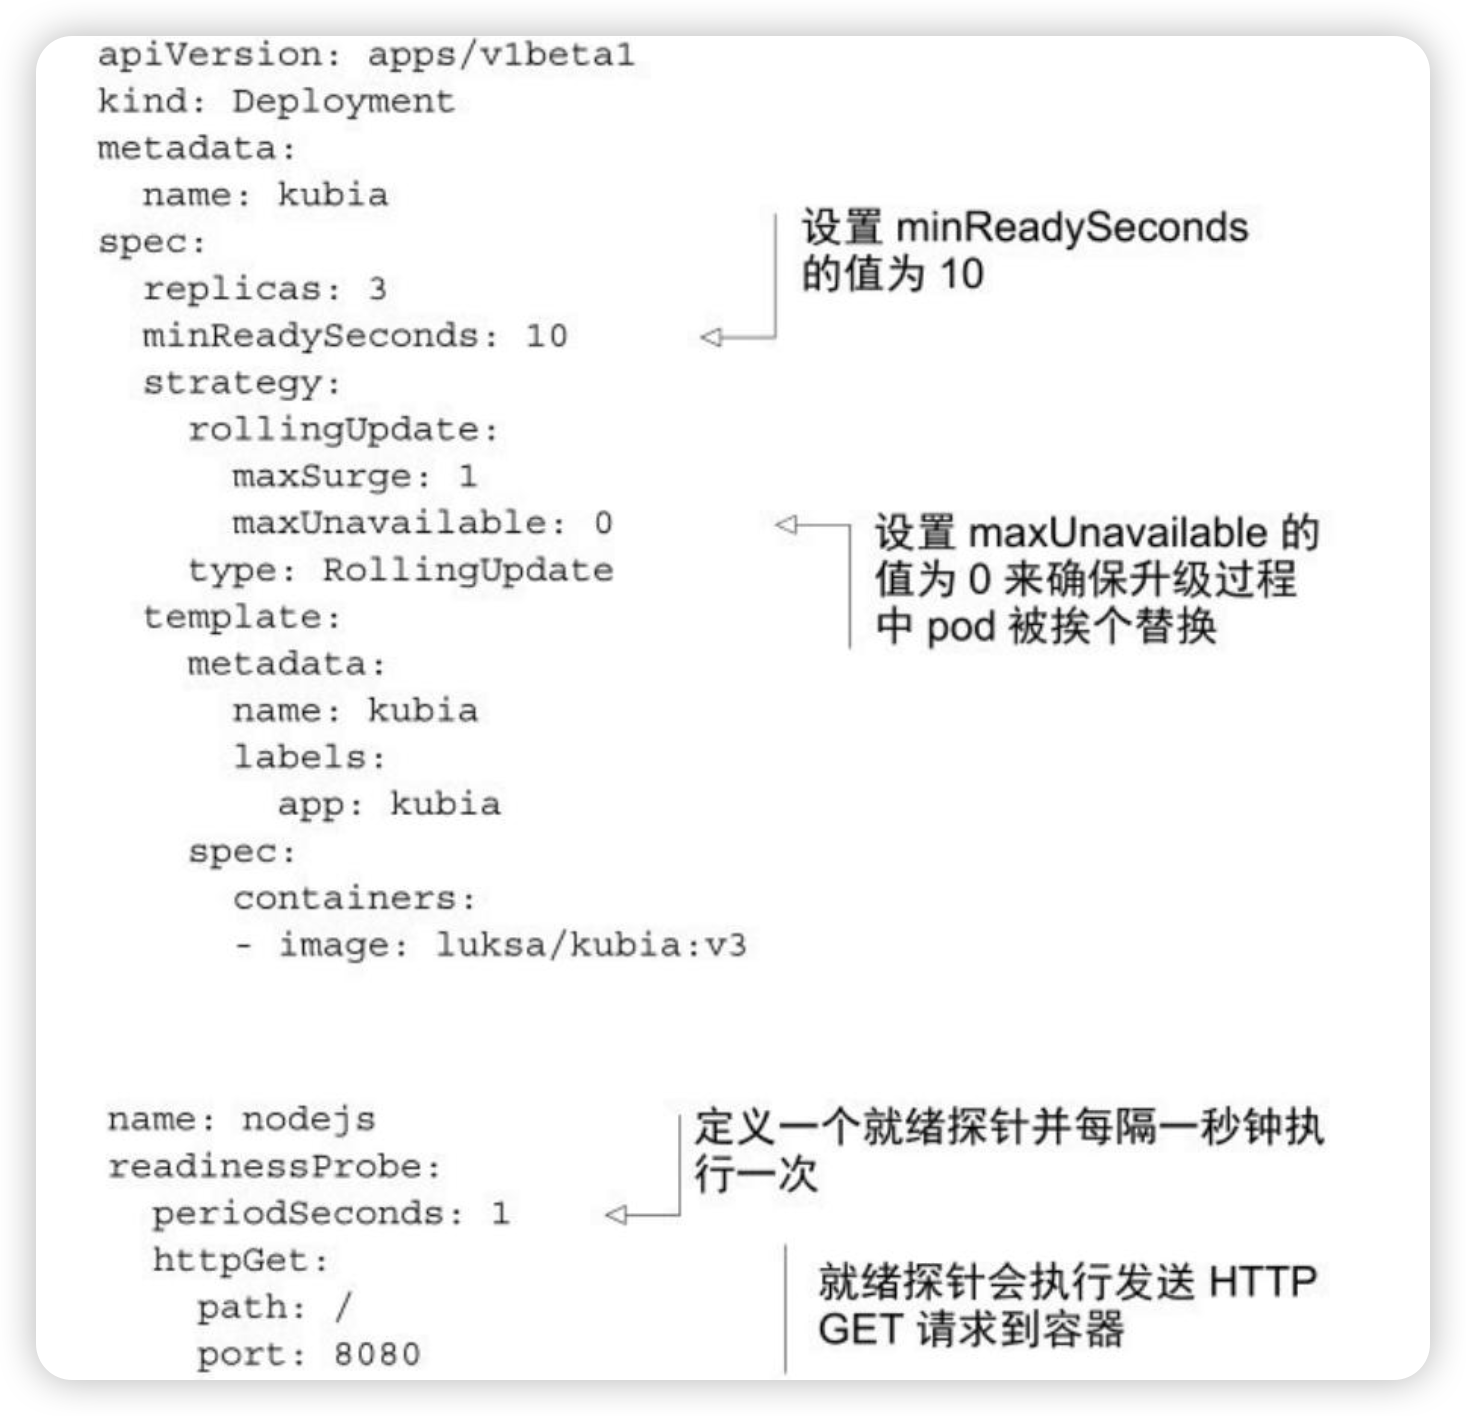 apiVersion: apps/v1beta1
kind: Deployment
metadata:
  name: kubia
spec:
  replicas: 3
  minReadySeconds: 10
设置 minReadySeconds
的值为 10
  strategy:
    rollingUpdate:
      maxSurge: 1
      maxUnavailable: 0
    type: RollingUpdate
设置 maxUnavailable 的
值为 0 来确保升级过程
中 pod 被挨个替换
  template:
    metadata:
      name: kubia
      labels:
        app: kubia
    spec:
      containers:
      - image: luksa/kubia:v3
name: nodejs
readinessProbe:
  periodSeconds: 1
定义一个就绪探针并每隔一秒钟执
行一次
  httpGet:
    path: /
    port: 8080
就绪探针会执行发送 HTTP
GET 请求到容器